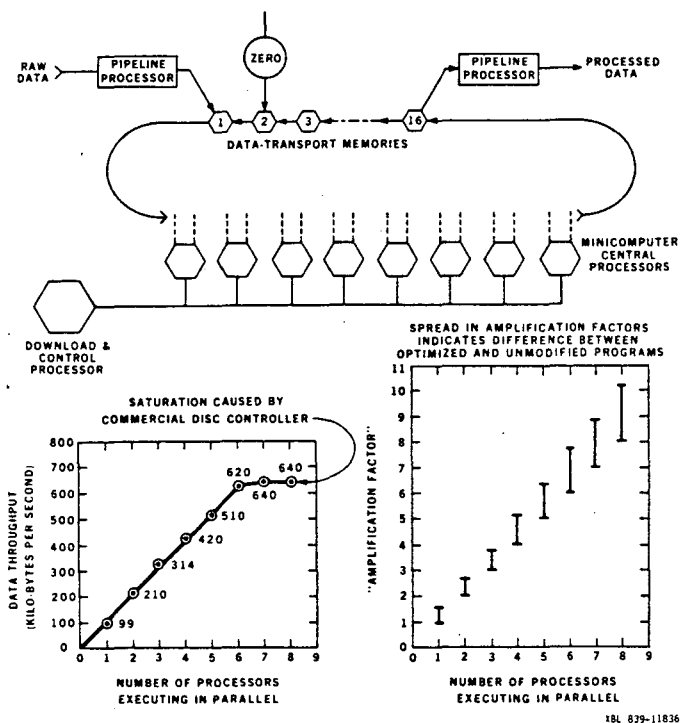 ZERO
RAW
DATA
PIPELINE
PROCESSOR
PIPELINE
PROCESSOR
PROCESSED
DATA
1
2
3
16
DATA-TRANSPORT MEMORIES
MINICOMPUTER
CENTRAL
PROCESSORS
DOWNLOAD &
CONTROL
PROCESSOR
SPREAD IN AMPLIFICATION FACTORS
INDICATES DIFFERENCE BETWEEN
OPTIMIZED AND UNMODIFIED PROGRAMS
SATURATION CAUSED BY
COMMERCIAL DISC CONTROLLER
DATA THROUGHPUT
(KILO-BYTES PER SECOND)
800
700
600
500
400
300
200
100
0
99
210
314
420
510
620
640
640
0 1 2 3 4 5 6 7 8 9
NUMBER OF PROCESSORS
EXECUTING IN PARALLEL
"AMPLIFICATION FACTOR"
11
10
9
8
7
6
5
4
3
2
1
0
0 1 2 3 4 5 6 7 8 9
NUMBER OF PROCESSORS
EXECUTING IN PARALLEL
XBL 839-11836